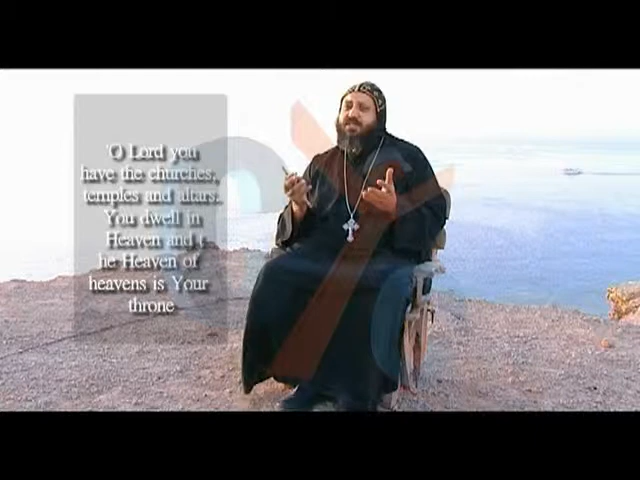 'O Lord you
have the churches,
temples and altars.
You dwell in
Heaven and t
he Heaven of
heavens is Your
throne